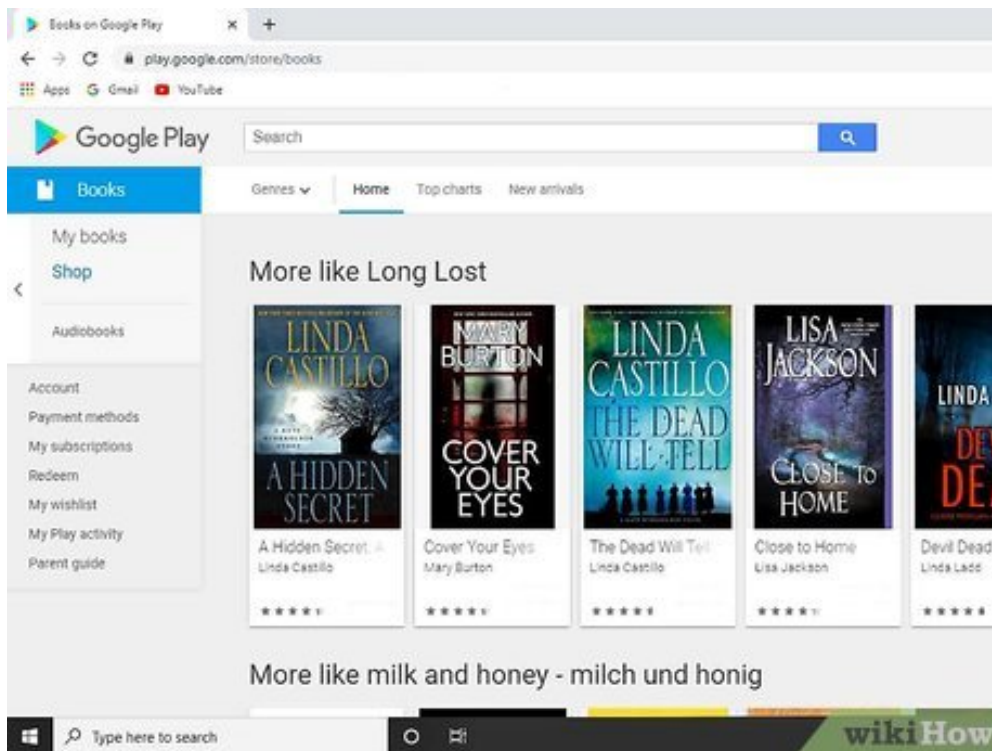 Books on Google Play
play.google.com/store/books
Apps Gmail YouTube
Google Play
Search
Books
Genres Home Top charts New arrivals
My books
Shop
Audiobooks
Account
Payment methods
My subscriptions
Redeem
My wishlist
My Play activity
Parent guide
More like Long Lost
LINDA
CASTILLO
A HIDDEN
SECRET
MARY
BURTON
COVER
YOUR
EYES
LINDA
CASTILLO
THE DEAD
WILL TELL
LISA
JACKSON
CLOSE TO
HOME
LINDA
A Hidden Secret
Linda Castillo
Cover Your Eyes
Mary Burton
The Dead Will Tell
Linda Castillo
Close to Home
Lisa Jackson
Devil Dead
Linda Ladd
More like milk and honey - milch und honig
Type here to search
wikiHow